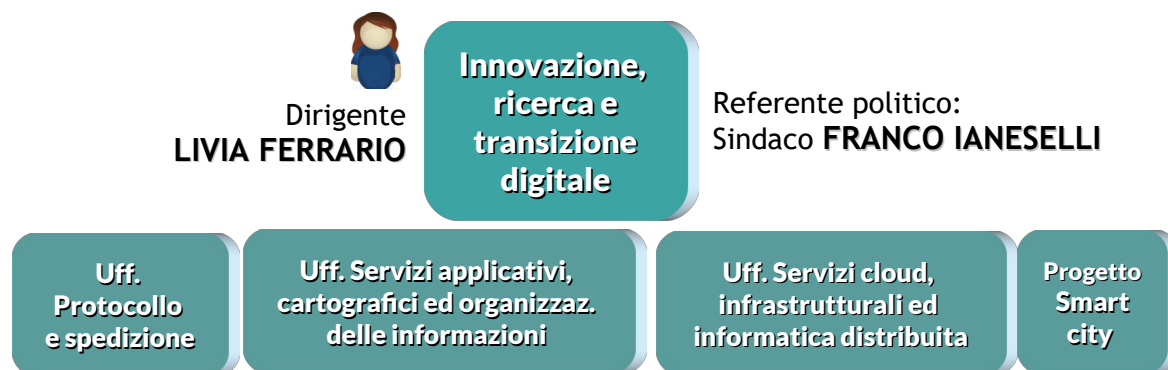 Innovazione,
ricerca e
transizione
digitale
Dirigente
LIVIA FERRARIO
Referente politico:
Sindaco FRANCO IANESELLI
Uff.
Protocollo
e spedizione
Uff. Servizi applicativi,
cartografici ed organizzaz.
delle informazioni
Uff. Servizi cloud,
infrastrutturali ed
informatica distribuita
Progetto
Smart
city